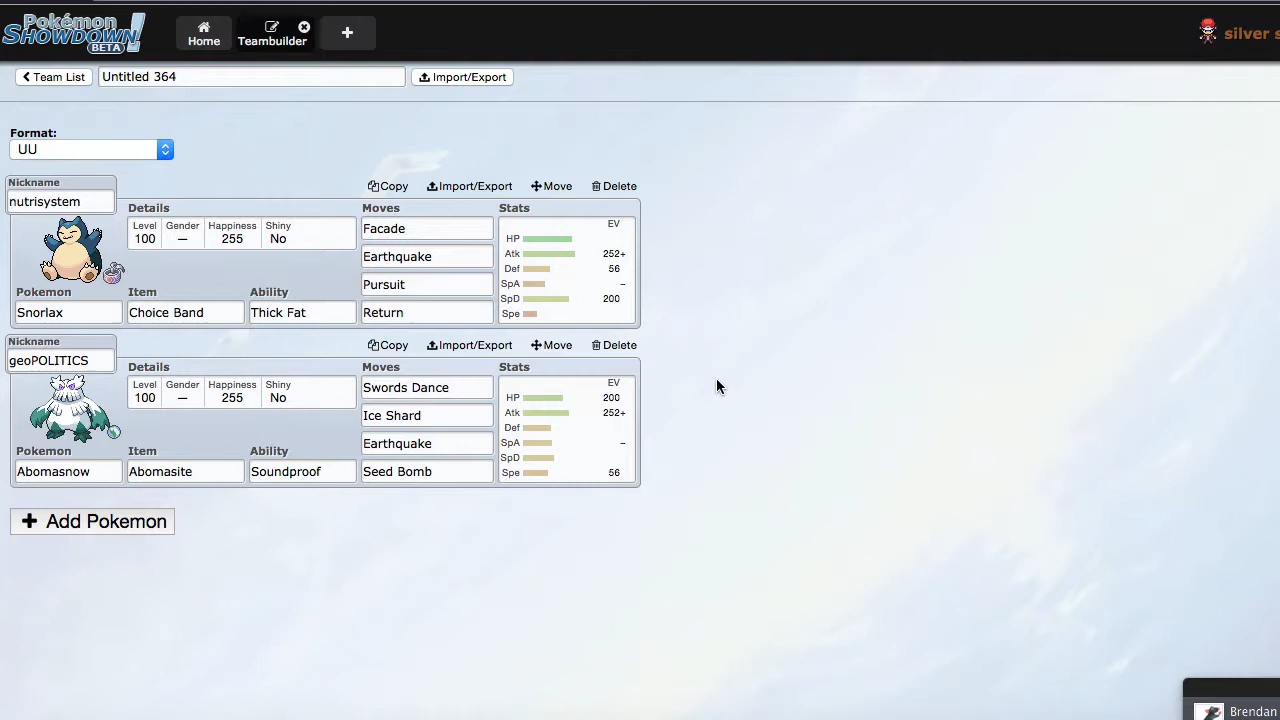 Pokémon
SHOWDOWN!
BETA
Home
Teambuilder
silver s
Team List
Untitled 364
Import/Export
Format:
UU
Nickname
nutrisystem
Copy Import/Export Move Delete
Details
Moves
Stats
Level Gender Happiness Shiny
100 — 255 No
Facade
Earthquake
Pursuit
Return
EV
HP
Atk 252+
Def 56
SpA –
SpD 200
Spe
Pokemon Item Ability
Snorlax Choice Band Thick Fat
Nickname
geoPOLITICS
Copy Import/Export Move Delete
Details
Moves
Stats
Level Gender Happiness Shiny
100 — 255 No
Swords Dance
Ice Shard
Earthquake
Seed Bomb
EV
HP 200
Atk 252+
Def
SpA –
SpD
Spe 56
Pokemon Item Ability
Abomasnow Abomasite Soundproof
+ Add Pokemon
Brendan